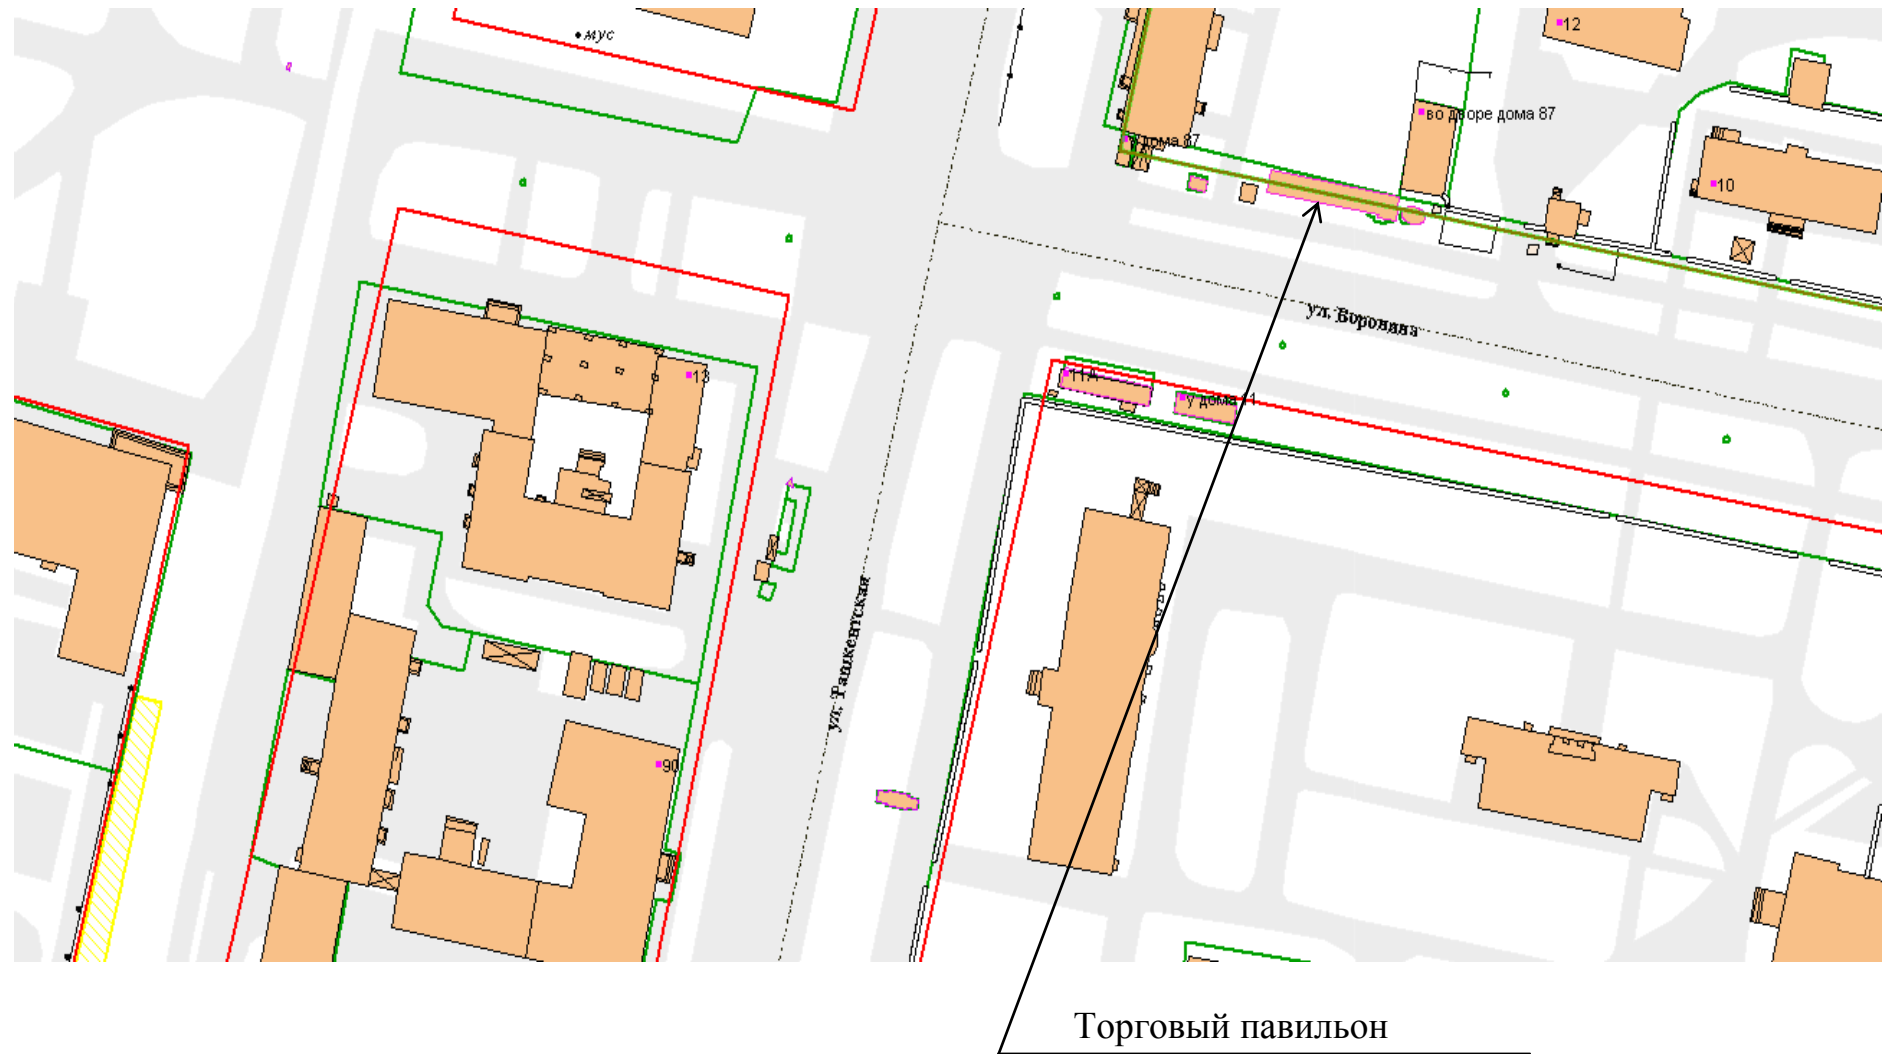 мус
12
во дворе дома 87
у дома 87
10
ул. Воронина
13
11А
у дома 11
ул. Ташкентская
90
Торговый павильон